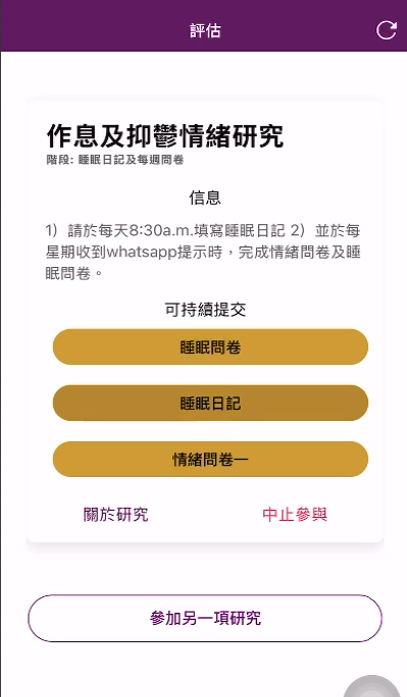 評估
作息及抑鬱情緒研究
階段: 睡眠日記及每週問卷
信息
1）請於每天8:30a.m.填寫睡眠日記 2）並於每
星期收到whatsapp提示時，完成情緒問卷及睡
眠問卷。
可持續提交
睡眠問卷
睡眠日記
情緒問卷一
關於研究
中止參與
參加另一項研究